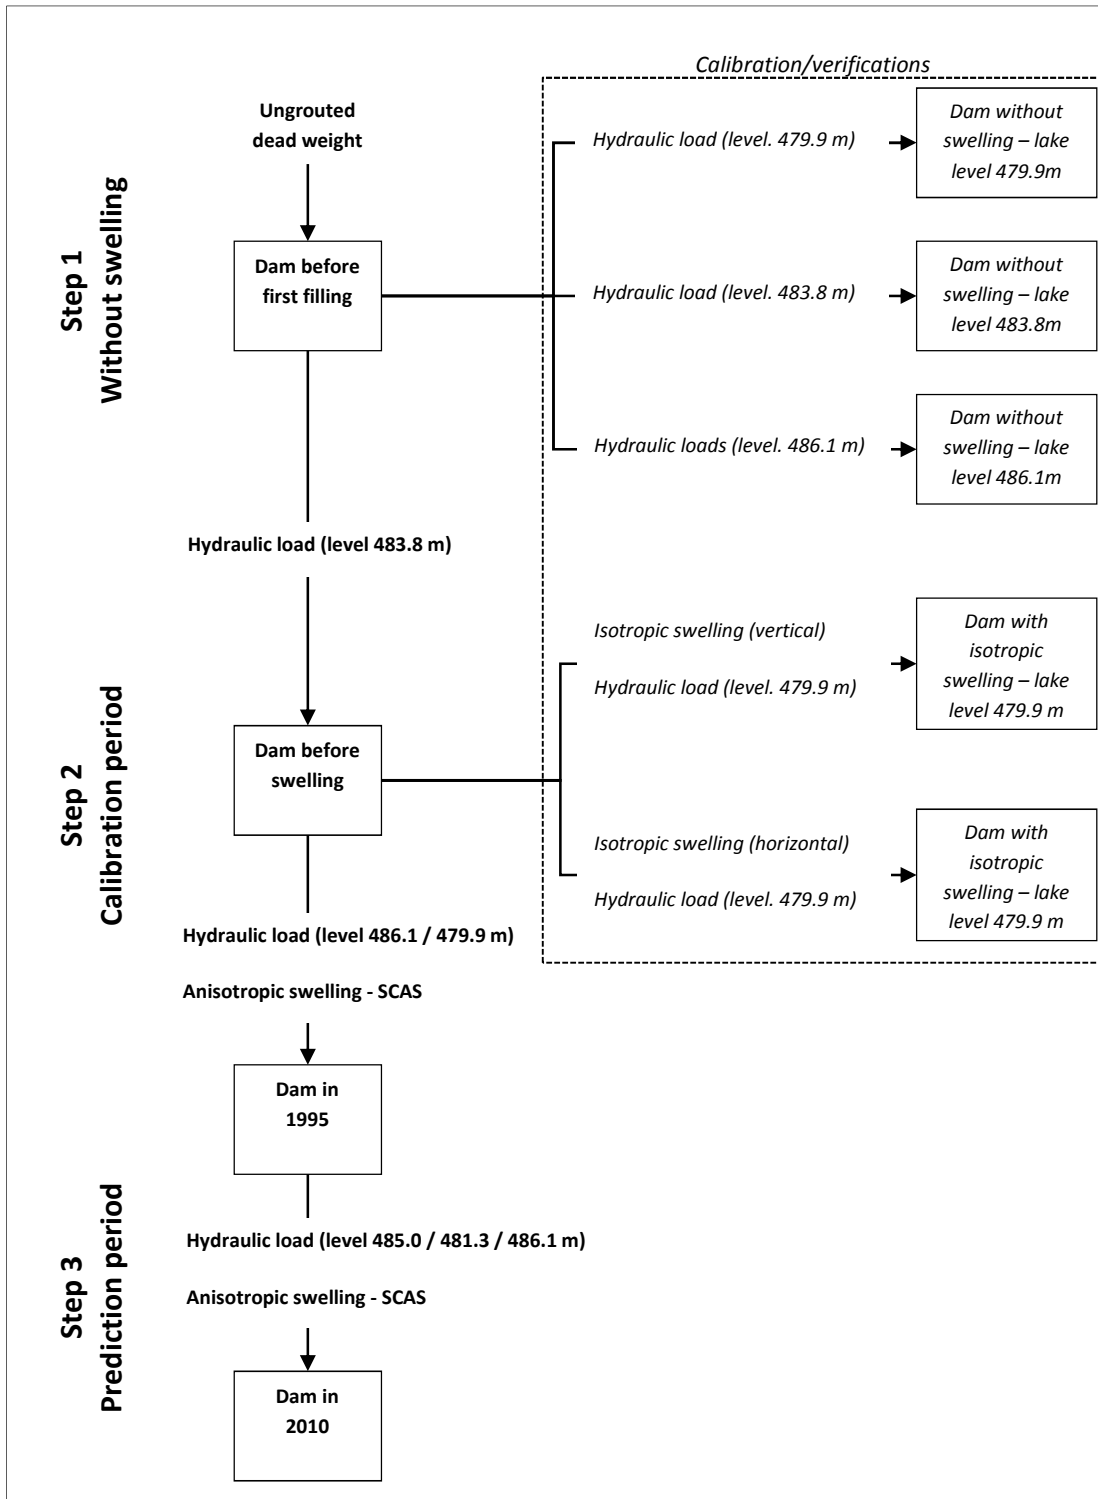 Calibration/verifications
Ungrouted
dead weight
Hydraulic load (level. 479.9 m)
Dam without
swelling – lake
level 479.9m
Step 1
Without swelling
Dam before
first filling
Hydraulic load (level. 483.8 m)
Dam without
swelling – lake
level 483.8m
Hydraulic loads (level. 486.1 m)
Dam without
swelling – lake
level 486.1m
Hydraulic load (level 483.8 m)
Isotropic swelling (vertical)
Hydraulic load (level. 479.9 m)
Dam with
isotropic
swelling – lake
level 479.9 m
Step 2
Calibration period
Dam before
swelling
Isotropic swelling (horizontal)
Hydraulic load (level. 479.9 m)
Dam with
isotropic
swelling – lake
level 479.9 m
Hydraulic load (level 486.1 / 479.9 m)
Anisotropic swelling - SCAS
Dam in
1995
Step 3
Prediction period
Hydraulic load (level 485.0 / 481.3 / 486.1 m)
Anisotropic swelling - SCAS
Dam in
2010